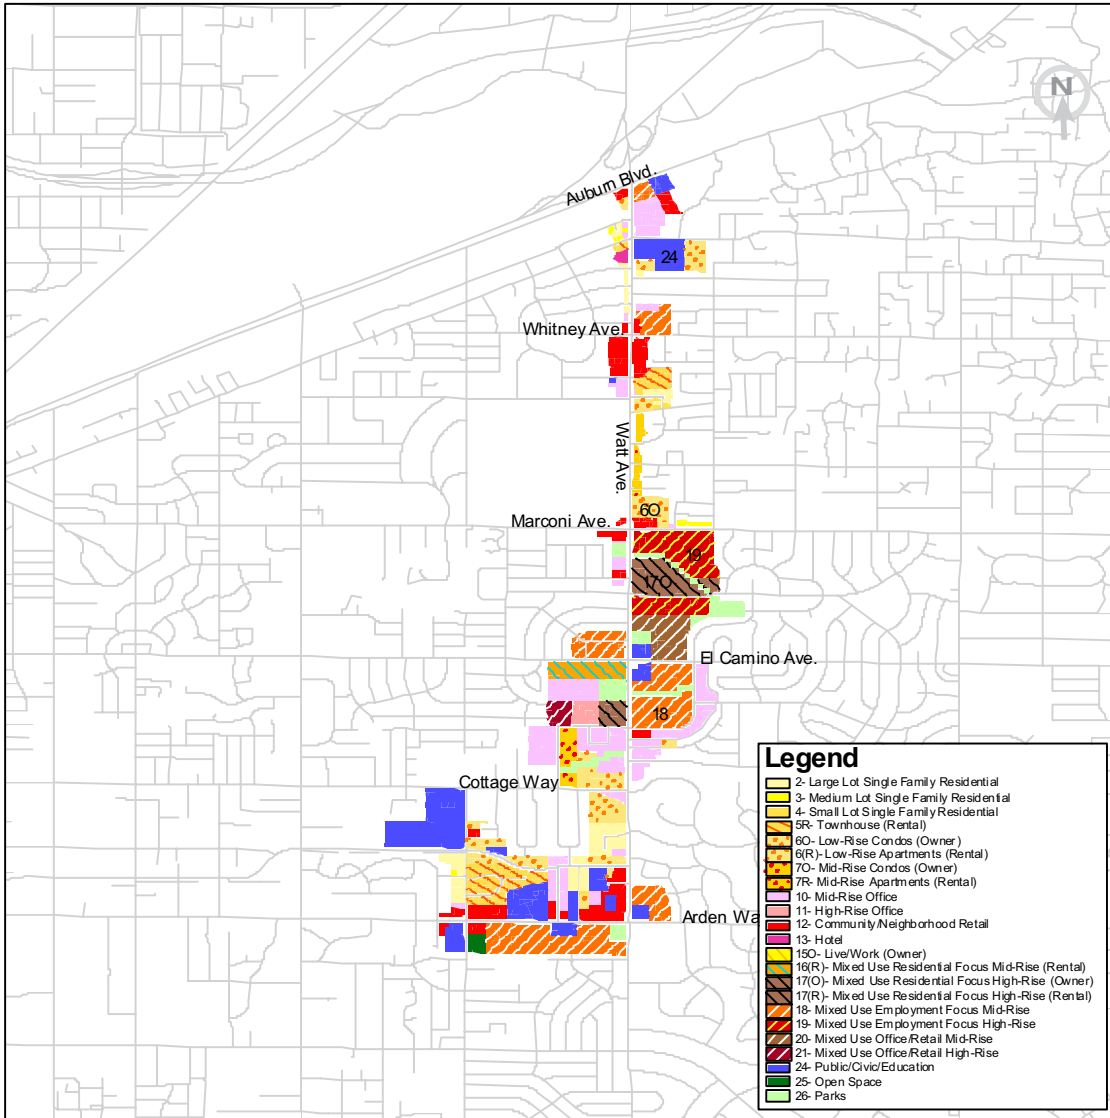 N
Auburn Blvd.
24
Whitney Ave.
Watt Ave.
6O
Marconi Ave.
19
17O
El Camino Ave.
18
Cottage Way
Arden Wa
Legend
2- Large Lot Single Family Residential
3- Medium Lot Single Family Residential
4- Small Lot Single Family Residential
5R- Townhouse (Rental)
6O- Low-Rise Condos (Owner)
6(R)- Low-Rise Apartments (Rental)
7O- Mid-Rise Condos (Owner)
7R- Mid-Rise Apartments (Rental)
10- Mid-Rise Office
11- High-Rise Office
12- Community/Neighborhood Retail
13- Hotel
15O- Live/Work (Owner)
16(R)- Mixed Use Residential Focus Mid-Rise (Rental)
17(O)- Mixed Use Residential Focus High-Rise (Owner)
17(R)- Mixed Use Residential Focus High-Rise (Rental)
18- Mixed Use Employment Focus Mid-Rise
19- Mixed Use Employment Focus High-Rise
20- Mixed Use Office/Retail Mid-Rise
21- Mixed Use Office/Retail High-Rise
24- Public/Civic/Education
25- Open Space
26- Parks